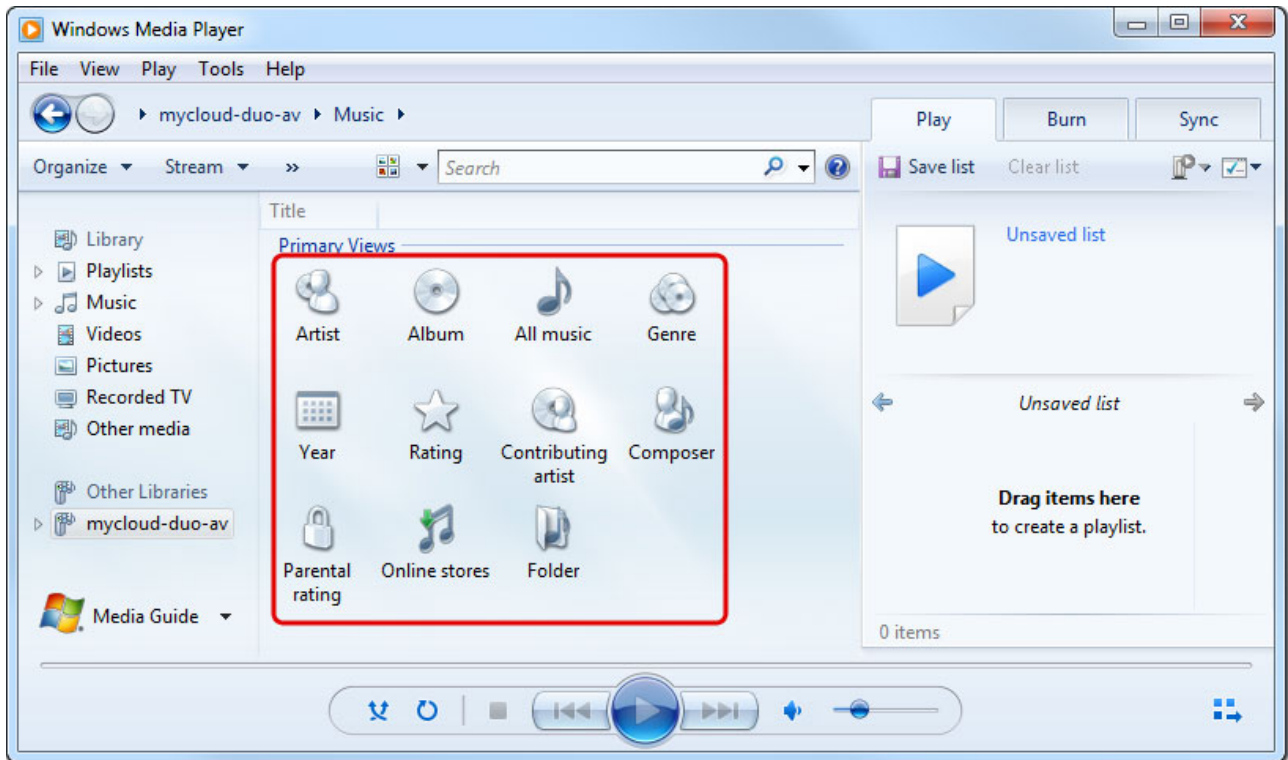 Windows Media Player
File View Play Tools Help
mycloud-duo-av Music
Play Burn Sync
Organize Stream » Search
Save list Clear list
Title
Library
Playlists
Music
Videos
Pictures
Recorded TV
Other media
Other Libraries
mycloud-duo-av
Media Guide
Primary Views
Artist Album All music Genre
Year Rating Contributing Composer
artist
Parental Online stores Folder
rating
Unsaved list
Unsaved list
Drag items here
to create a playlist.
0 items